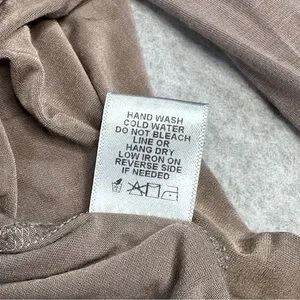 HAND WASH
COLD WATER
DO NOT BLEACH
LINE OR
HANG DRY
LOW IRON ON
REVERSE SIDE
IF NEEDED